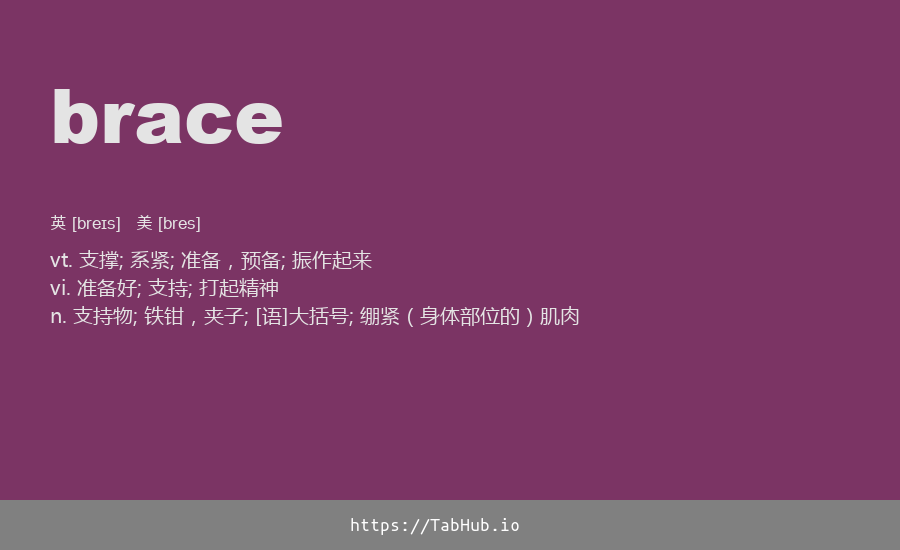 brace
英 [breɪs] 美 [bres]
vt. 支撑; 系紧; 准备，预备; 振作起来
vi. 准备好; 支持; 打起精神
n. 支持物; 铁钳，夹子; [语]大括号; 绷紧（身体部位的）肌肉
https://TabHub.io